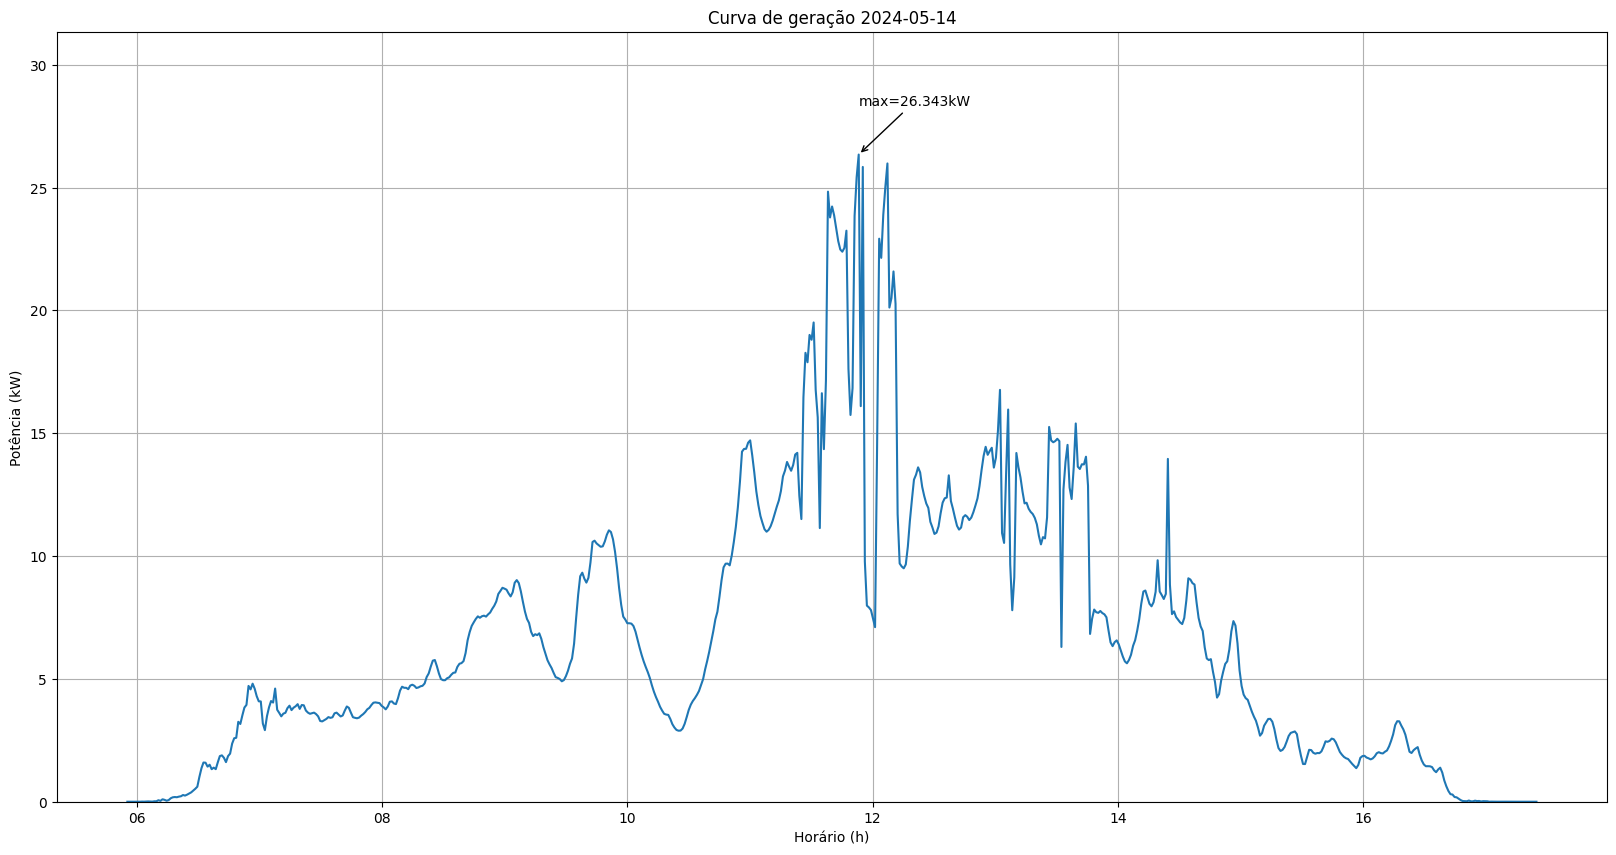 Curva de geração 2024-05-14
30
max=26.343kW
25
20
15
Potência (kW)
10
5
0
06 08 10 12 14 16
Horário (h)